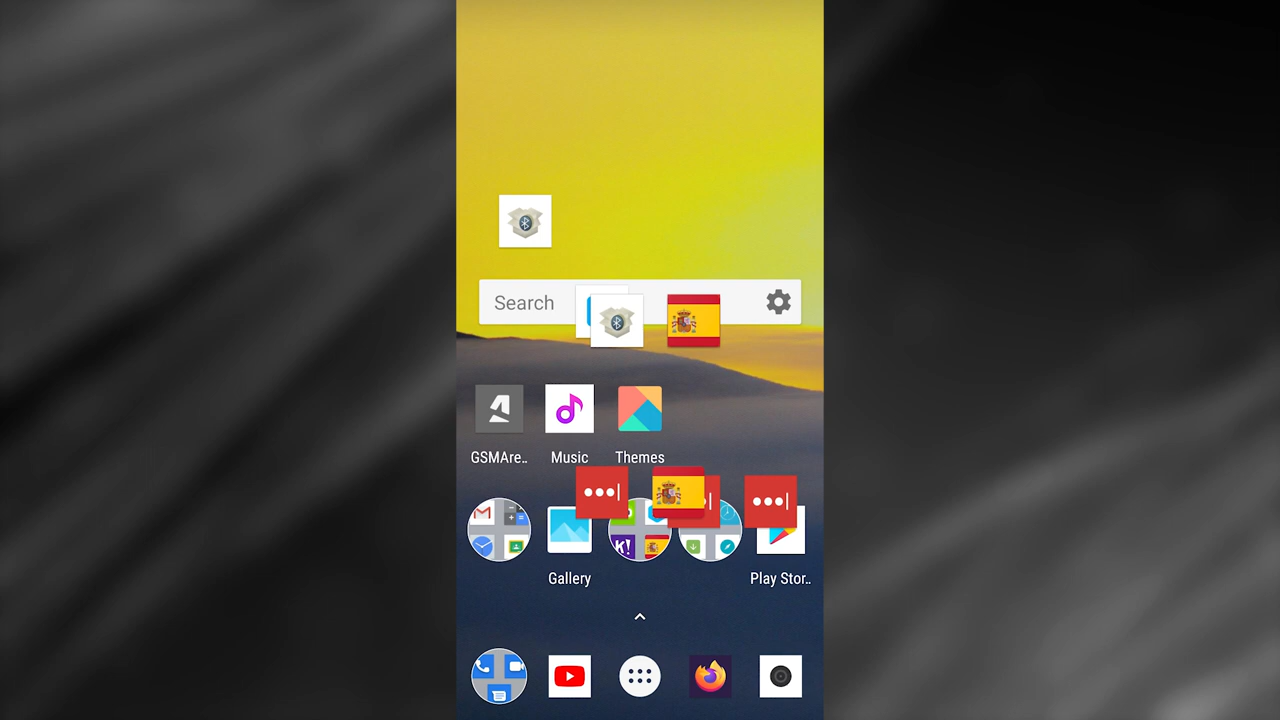 Search
GSMAre..
Music
Themes
K!
Gallery
Play Stor..